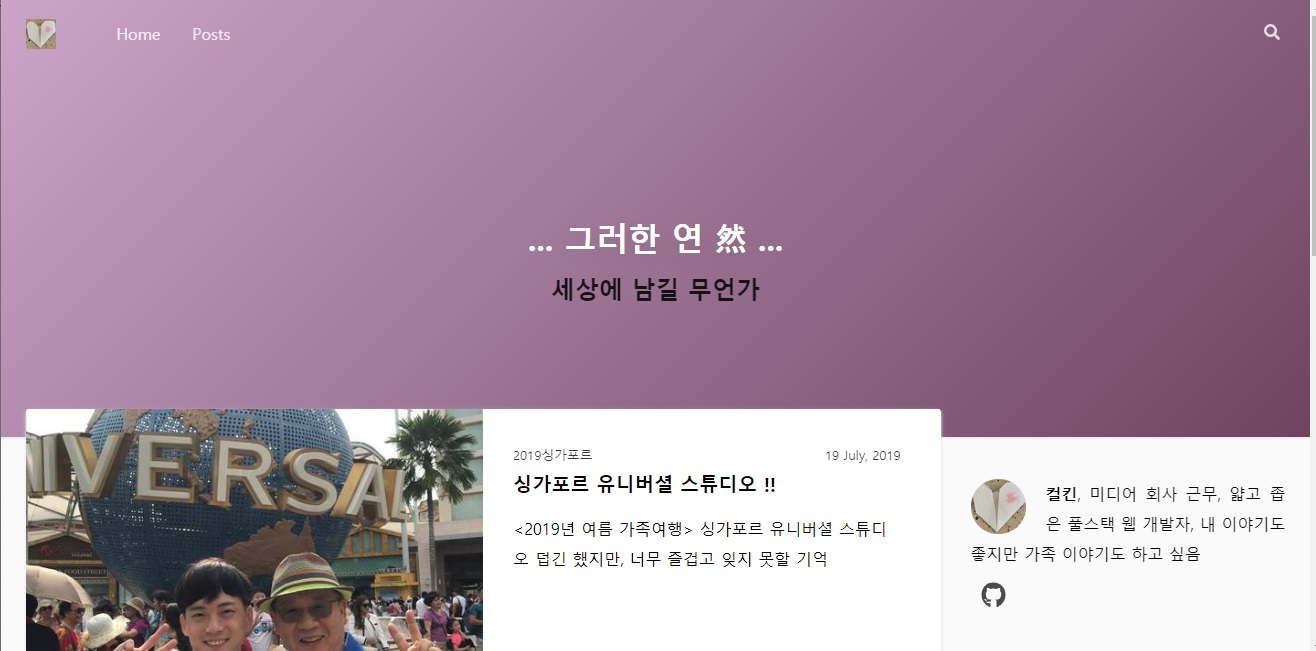 Home Posts
... 그러한 연 然 ...
세상에 남길 무언가
NIVERSAL
2019싱가포르 19 July, 2019
싱가포르 유니버셜 스튜디오 !!
<2019년 여름 가족여행> 싱가포르 유니버셜 스튜디
오 덥긴 했지만, 너무 즐겁고 잊지 못할 기억
컬킨, 미디어 회사 근무, 얇고 좁
은 풀스택 웹 개발자, 내 이야기도
좋지만 가족 이야기도 하고 싶음